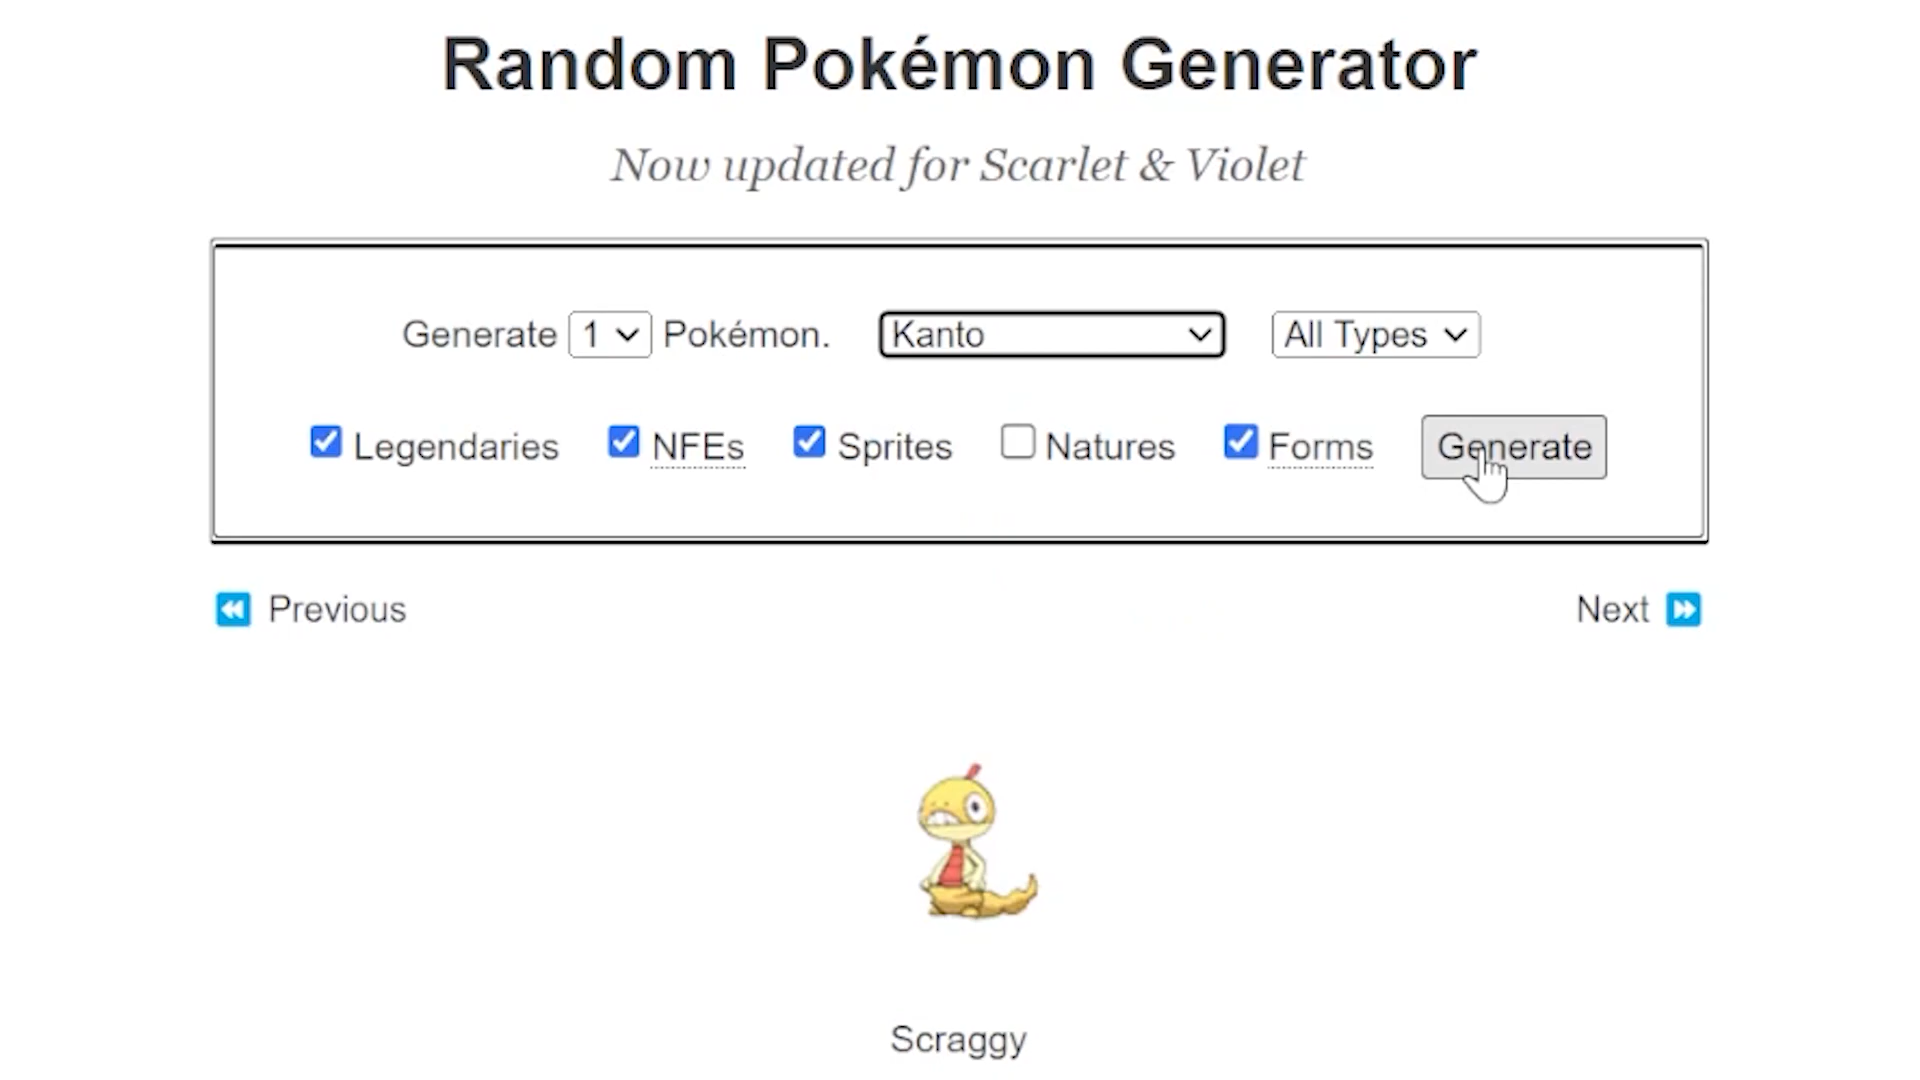 Random Pokémon Generator
Now updated for Scarlet & Violet
Generate 1 Pokémon. Kanto All Types
Legendaries NFEs Sprites Natures Forms Generate
Previous Next
Scraggy